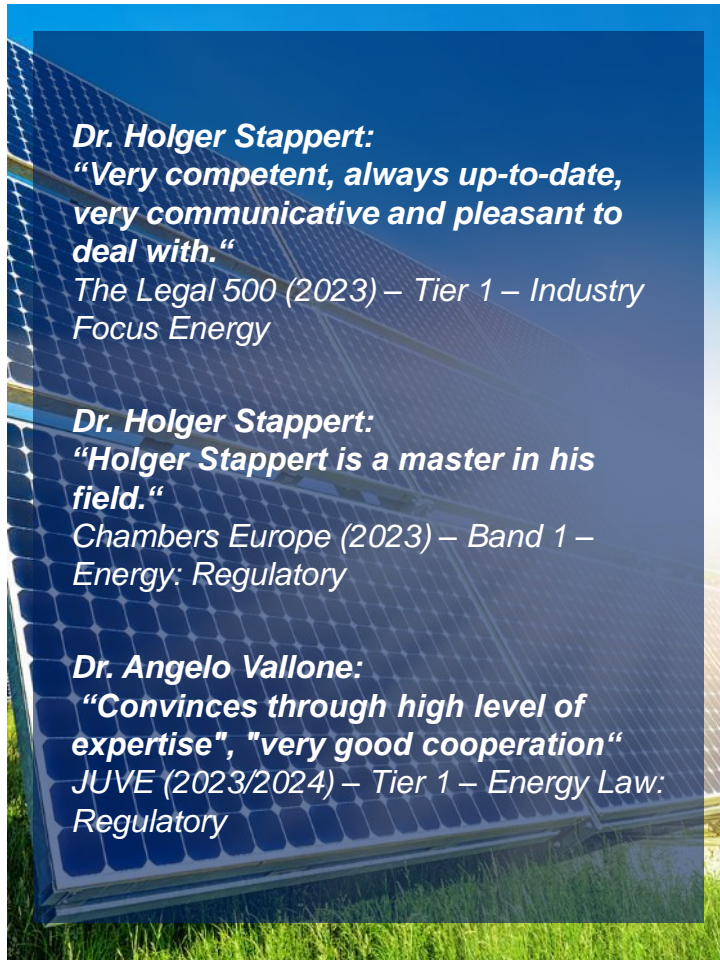 Dr. Holger Stappert:
“Very competent, always up-to-date,
very communicative and pleasant to
deal with.“
The Legal 500 (2023) – Tier 1 – Industry
Focus Energy
Dr. Holger Stappert:
“Holger Stappert is a master in his
field.“
Chambers Europe (2023) – Band 1 –
Energy: Regulatory
Dr. Angelo Vallone:
“Convinces through high level of
expertise", "very good cooperation“
JUVE (2023/2024) – Tier 1 – Energy Law:
Regulatory